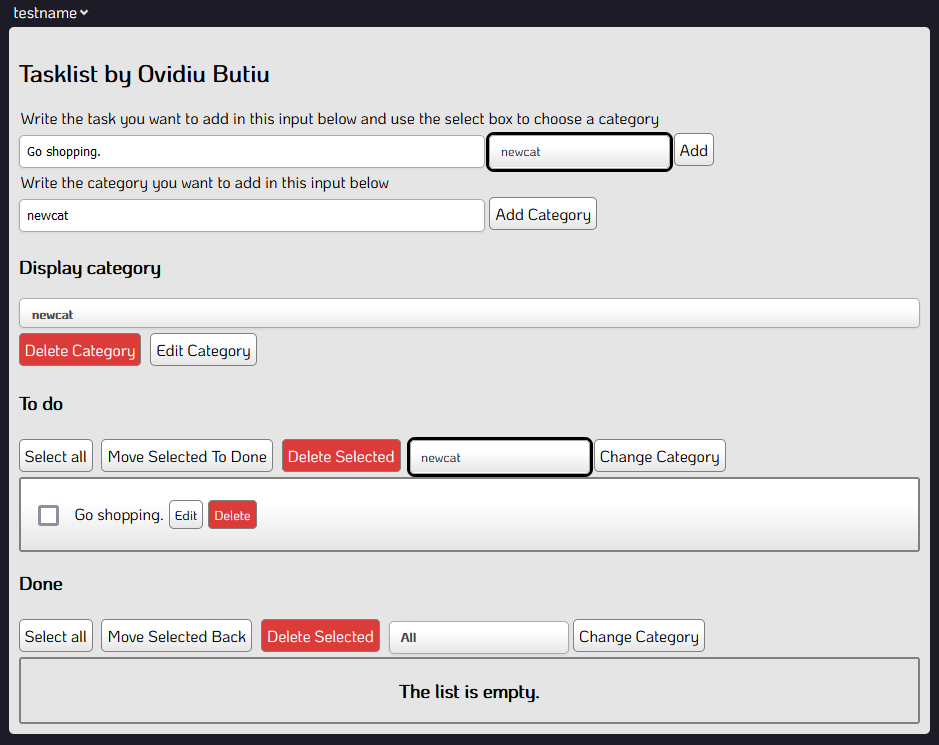 testname
Tasklist by Ovidiu Butiu
Write the task you want to add in this input below and use the select box to choose a category
Go shopping. newcat Add
Write the category you want to add in this input below
newcat Add Category
Display category
newcat
Delete Category Edit Category
To do
Select all Move Selected To Done Delete Selected newcat Change Category
Go shopping. Edit Delete
Done
Select all Move Selected Back Delete Selected All Change Category
The list is empty.